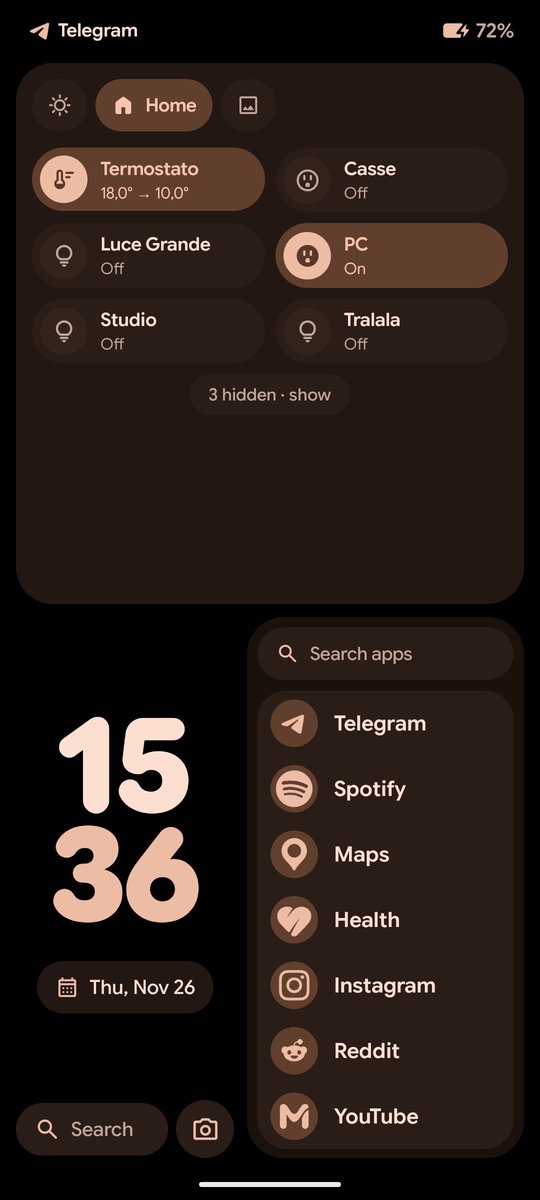 Telegram
72%
Home
Termostato
18,0° → 10,0°
Casse
Off
Luce Grande
Off
PC
On
Studio
Off
Tralala
Off
3 hidden · show
Search apps
Telegram
Spotify
Maps
Health
Instagram
Reddit
YouTube
15
36
Thu, Nov 26
Search